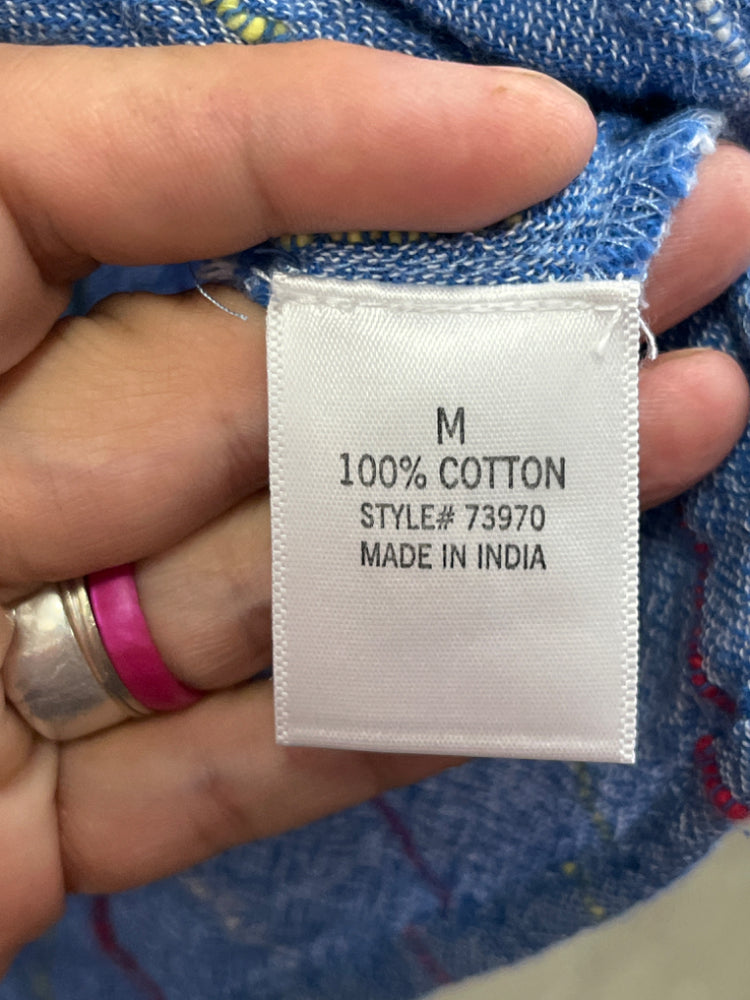 M
100% COTTON
STYLE# 73970
MADE IN INDIA